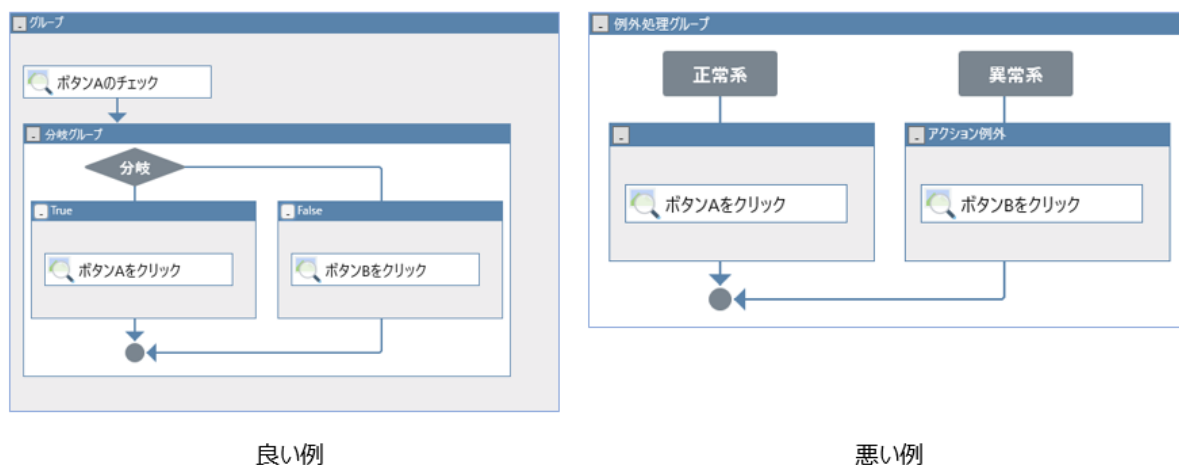 グループ
ボタンAのチェック
分岐グループ
分岐
True
False
ボタンAをクリック
ボタンBをクリック
良い例
例外処理グループ
正常系
異常系
アクション例外
ボタンAをクリック
ボタンBをクリック
悪い例